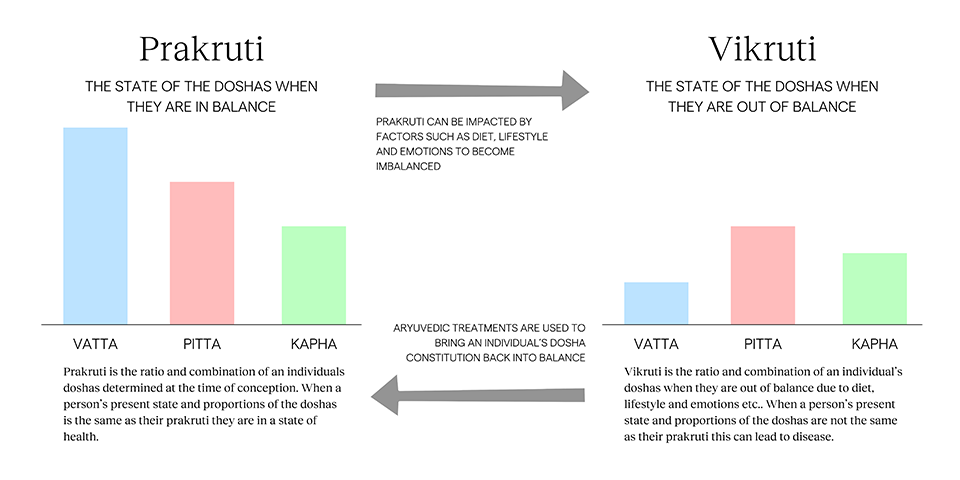 Prakruti
THE STATE OF THE DOSHAS WHEN
THEY ARE IN BALANCE
VATTA
PITTA
KAPHA
Prakruti is the ratio and combination of an individuals
doshas determined at the time of conception. When a
person's present state and proportions of the doshas
is the same as their prakruti they are in a state of
health.
PRAKRUTI CAN BE IMPACTED BY
FACTORS SUCH AS DIET, LIFESTYLE
AND EMOTIONS TO BECOME
IMBALANCED
ARYUVEDIC TREATMENTS ARE USED TO
BRING AN INDIVIDUAL'S DOSHA
CONSTITUTION BACK INTO BALANCE
Vikruti
THE STATE OF THE DOSHAS WHEN
THEY ARE OUT OF BALANCE
VATTA
PITTA
KAPHA
Vikruti is the ratio and combination of an individual's
doshas when they are out of balance due to diet,
lifestyle and emotions etc.. When a person's present
state and proportions of the doshas are not the same
as their prakruti this can lead to disease.